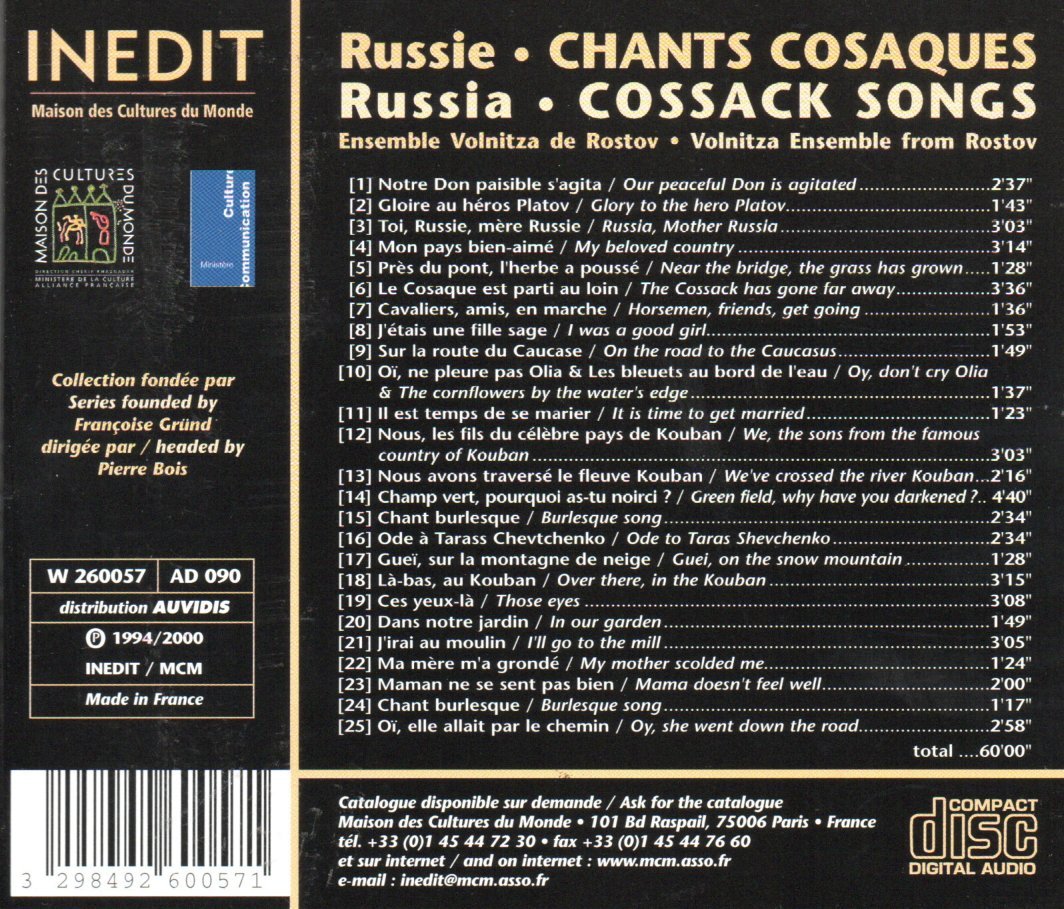 INEDIT
Maison des Cultures du Monde
MAISON DES CULTURES DU MONDE
MINISTERE DE LA CULTURE
ALLIANCE FRANÇAISE
Culture
Communication
Ministère
Collection fondée par
Series founded by
Françoise Gründ
dirigée par / headed by
Pierre Bois
W 260057 AD 090
distribution AUVIDIS
Ⓟ 1994/2000
INEDIT / MCM
Made in France
3 298492 600571
Russie • CHANTS COSAQUES
Russia • COSSACK SONGS
Ensemble Volnitza de Rostov • Volnitza Ensemble from Rostov
[1] Notre Don paisible s'agita / Our peaceful Don is agitated......................2'37"
[2] Gloire au héros Platov / Glory to the hero Platov..................................1'43"
[3] Toi, Russie, mère Russie / Russia, Mother Russia...................................3'03"
[4] Mon pays bien-aimé / My beloved country..........................................3'14"
[5] Près du pont, l'herbe a poussé / Near the bridge, the grass has grown.....1'28"
[6] Le Cosaque est parti au loin / The Cossack has gone far away................3'36"
[7] Cavaliers, amis, en marche / Horsemen, friends, get going.....................1'36"
[8] J'étais une fille sage / I was a good girl..............................................1'53"
[9] Sur la route du Caucase / On the road to the Caucasus.........................1'49"
[10] Oï, ne pleure pas Olia & Les bleuets au bord de l'eau / Oy, don't cry Olia
& The cornflowers by the water's edge.................................................1'37"
[11] Il est temps de se marier / It is time to get married..............................1'23"
[12] Nous, les fils du célèbre pays de Kouban / We, the sons from the famous
country of Kouban............................................................................3'03"
[13] Nous avons traversé le fleuve Kouban / We've crossed the river Kouban...2'16"
[14] Champ vert, pourquoi as-tu noirci ? / Green field, why have you darkened ?.. 4'40"
[15] Chant burlesque / Burlesque song......................................................2'34"
[16] Ode à Tarass Chevtchenko / Ode to Taras Shevchenko...........................2'34"
[17] Gueï, sur la montagne de neige / Guei, on the snow mountain...............1'28"
[18] Là-bas, au Kouban / Over there, in the Kouban....................................3'15"
[19] Ces yeux-là / Those eyes..................................................................3'08"
[20] Dans notre jardin / In our garden......................................................1'49"
[21] J'irai au moulin / I'll go to the mill......................................................3'05"
[22] Ma mère m'a grondé / My mother scolded me.....................................1'24"
[23] Maman ne se sent pas bien / Mama doesn't feel well............................2'00"
[24] Chant burlesque / Burlesque song......................................................1'17"
[25] Oï, elle allait par le chemin / Oy, she went down the road......................2'58"
total ....60'00"
Catalogue disponible sur demande / Ask for the catalogue
Maison des Cultures du Monde • 101 Bd Raspail, 75006 Paris • France
tél. +33 (0)1 45 44 72 30 • fax +33 (0)1 45 44 76 60
et sur internet / and on internet : www.mcm.asso.fr
e-mail : inedit@mcm.asso.fr
COMPACT
disc
DIGITAL AUDIO